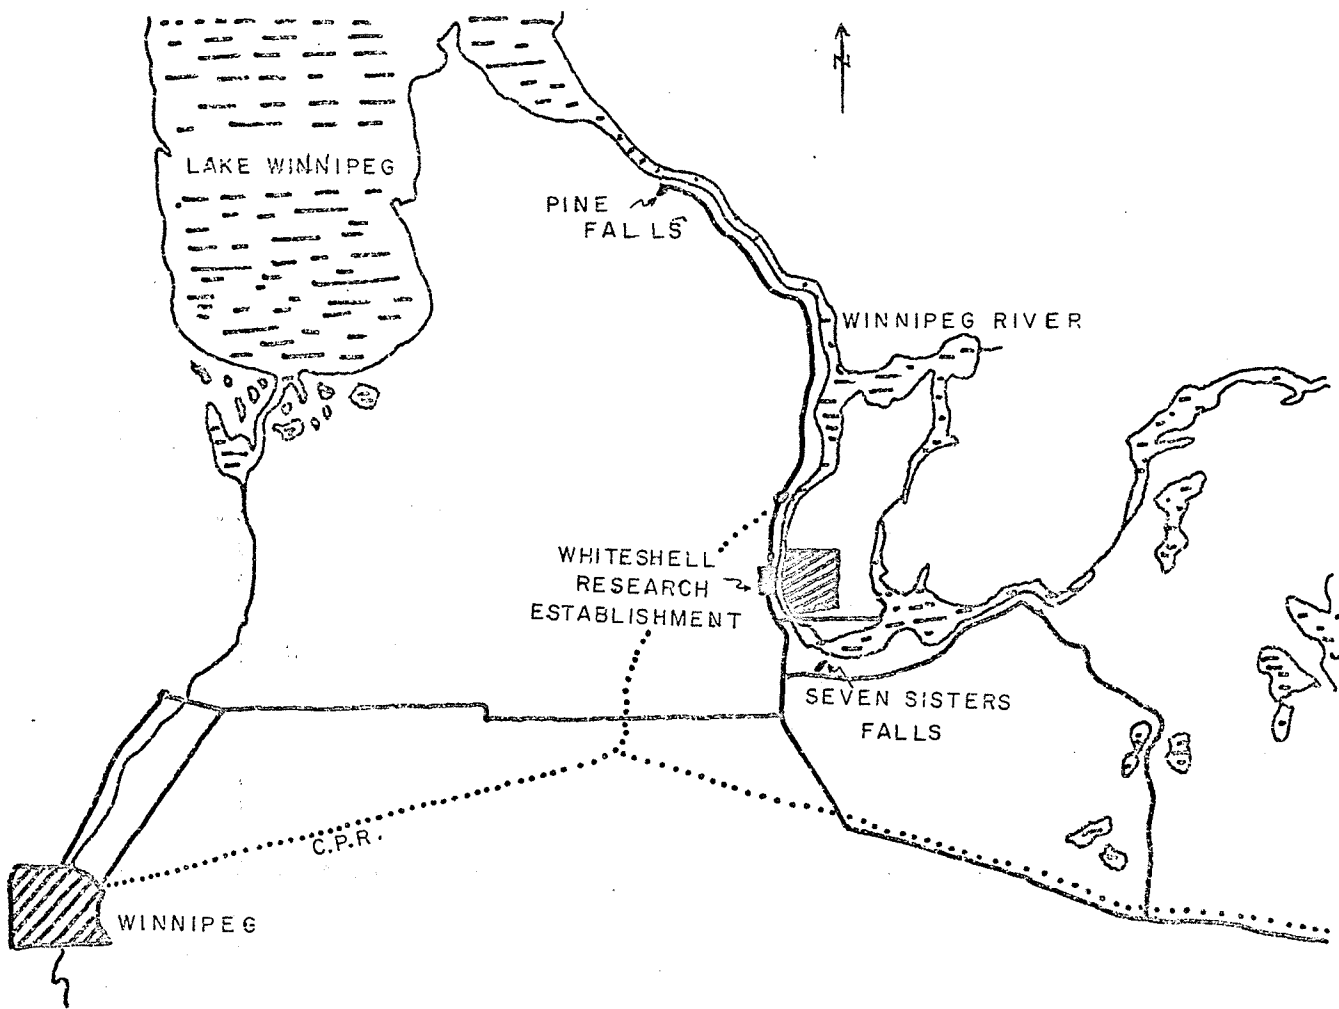 N
LAKE WINNIPEG
PINE
FALLS
WINNIPEG RIVER
WHITESHELL
RESEARCH
ESTABLISHMENT
SEVEN SISTERS
FALLS
C.P.R.
WINNIPEG